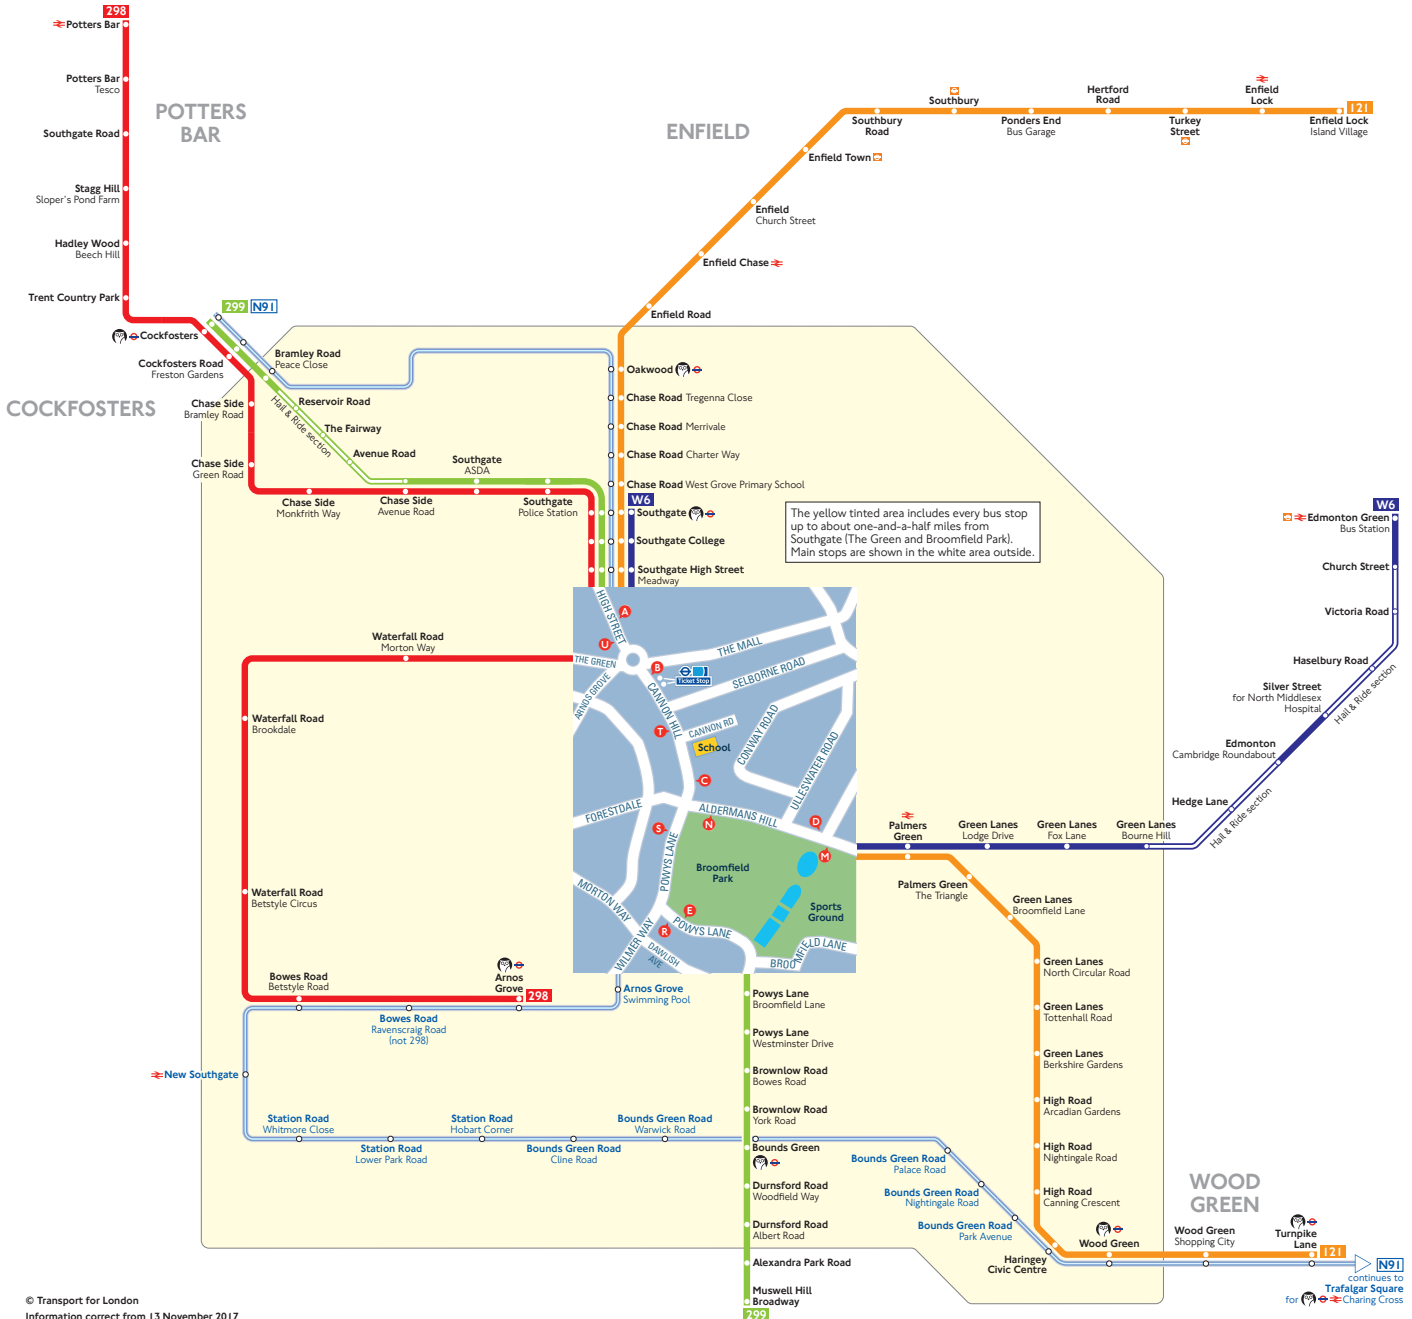 298
Potters Bar
Potters Bar
Tesco
Southgate Road
Stagg Hill
Sloper's Pond Farm
Hadley Wood
Beech Hill
Trent Country Park
POTTERS
BAR
299
N91
Cockfosters
Cockfosters Road
Freston Gardens
COCKFOSTERS
Bramley Road
Peace Close
Chase Side
Bramley Road
Reservoir Road
The Fairway
Hail & Ride section
Avenue Road
Chase Side
Green Road
Chase Side
Monkfrith Way
Chase Side
Avenue Road
Southgate
ASDA
Southgate
Police Station
ENFIELD
121
Enfield Lock
Island Village
Enfield
Lock
Turkey
Street
Hertford
Road
Ponders End
Bus Garage
Southbury
Southbury
Road
Enfield Town
Enfield
Church Street
Enfield Chase
Enfield Road
Oakwood
Chase Road Tregenna Close
Chase Road Merrivale
Chase Road Charter Way
Chase Road West Grove Primary School
W6
Southgate
Southgate College
Southgate High Street
Meadway
The yellow tinted area includes every bus stop
up to about one-and-a-half miles from
Southgate (The Green and Broomfield Park).
Main stops are shown in the white area outside.
W6
Edmonton Green
Bus Station
Church Street
Victoria Road
Haselbury Road
Silver Street
for North Middlesex
Hospital
Hail & Ride section
Edmonton
Cambridge Roundabout
Hedge Lane
Hail & Ride section
Waterfall Road
Morton Way
Waterfall Road
Brookdale
Waterfall Road
Betstyle Circus
Bowes Road
Betstyle Road
Arnos
Grove
298
HIGH STREET
A
U
THE GREEN
B
Ticket Stop
THE MALL
SELBORNE ROAD
ARNOS GROVE
CANNON HILL
T
CANNON RD
School
CONWAY ROAD
ULLESWATER ROAD
C
FORESTDALE
ALDERMANS HILL
S
N
D
M
POWYS LANE
Broomfield
Park
Sports
Ground
MORTON WAY
E
R
POWYS LANE
WILMER WAY
DAWLISH
AVE
BROOMFIELD LANE
Palmers
Green
Green Lanes
Lodge Drive
Green Lanes
Fox Lane
Green Lanes
Bourne Hill
Palmers Green
The Triangle
Green Lanes
Broomfield Lane
Green Lanes
North Circular Road
Green Lanes
Tottenhall Road
Green Lanes
Berkshire Gardens
High Road
Arcadian Gardens
High Road
Nightingale Road
High Road
Canning Crescent
Arnos Grove
Swimming Pool
Bowes Road
Ravenscraig Road
(not 298)
New Southgate
Station Road
Whitmore Close
Station Road
Lower Park Road
Station Road
Hobart Corner
Bounds Green Road
Cline Road
Bounds Green Road
Warwick Road
Powys Lane
Broomfield Lane
Powys Lane
Westminster Drive
Brownlow Road
Bowes Road
Brownlow Road
York Road
Bounds Green
Durnsford Road
Woodfield Way
Durnsford Road
Albert Road
Alexandra Park Road
Muswell Hill
Broadway
299
Bounds Green Road
Palace Road
Bounds Green Road
Nightingale Road
Bounds Green Road
Park Avenue
Haringey
Civic Centre
WOOD
GREEN
Wood Green
Wood Green
Shopping City
Turnpike
Lane
121
N91
continues to
Trafalgar Square
for Charing Cross
© Transport for London
Information correct from 13 November 2017